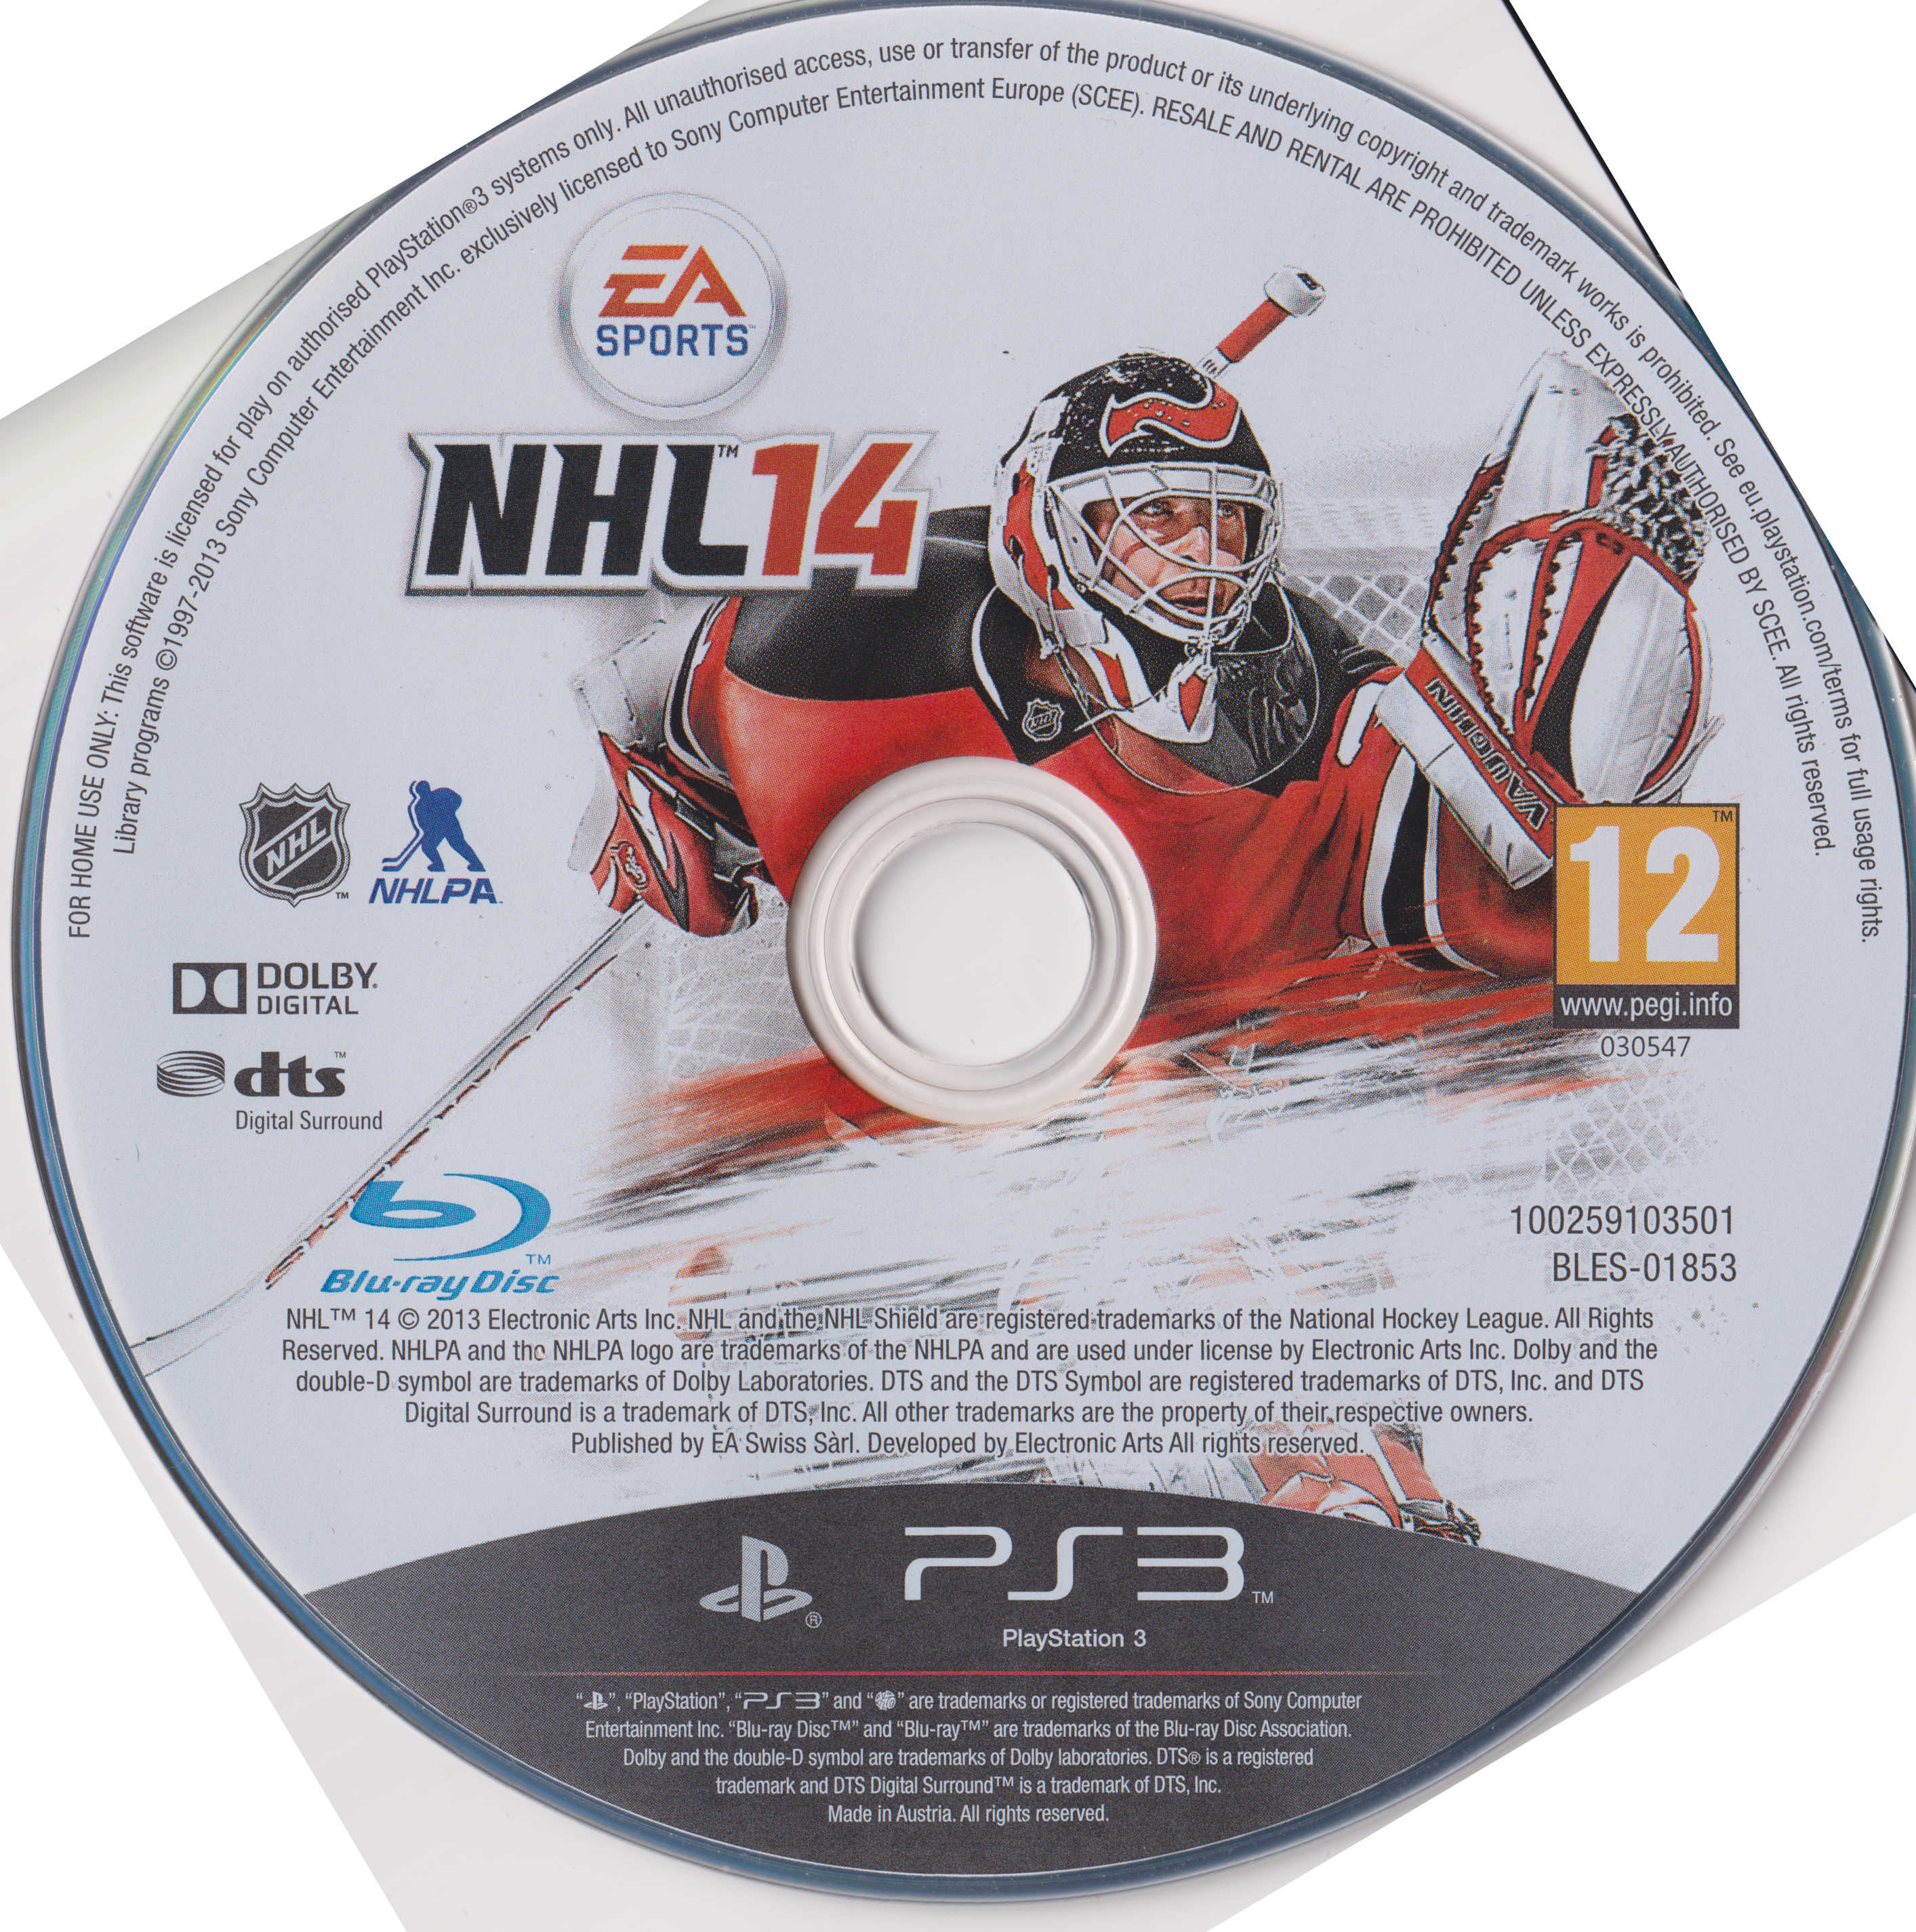 FOR HOME USE ONLY: This software is licensed for play on authorised PlayStation®3 systems only. All unauthorised access, use or transfer of the product or its underlying copyright and trademark works is prohibited. See eu.playstation.com/terms for full usage rights.
Library programs ©1997-2013 Sony Computer Entertainment Inc. exclusively licensed to Sony Computer Entertainment Europe (SCEE). RESALE AND RENTAL ARE PROHIBITED UNLESS EXPRESSLY AUTHORISED BY SCEE. All rights reserved.
EA
SPORTS™
NHL™14
VAUGHN
NHL™
NHLPA
12™
www.pegi.info
030547
DOLBY®
DIGITAL
dts™
Digital Surround
Blu-ray Disc™
100259103501
BLES-01853
NHL™ 14 © 2013 Electronic Arts Inc. NHL and the NHL Shield are registered trademarks of the National Hockey League. All Rights
Reserved. NHLPA and the NHLPA logo are trademarks of the NHLPA and are used under license by Electronic Arts Inc. Dolby and the
double-D symbol are trademarks of Dolby Laboratories. DTS and the DTS Symbol are registered trademarks of DTS, Inc. and DTS
Digital Surround is a trademark of DTS, Inc. All other trademarks are the property of their respective owners.
Published by EA Swiss Sàrl. Developed by Electronic Arts All rights reserved.
® PS3™
PlayStation 3
“ ”, “PlayStation”, “PS3” and “ ” are trademarks or registered trademarks of Sony Computer
Entertainment Inc. “Blu-ray Disc™” and “Blu-ray™” are trademarks of the Blu-ray Disc Association.
Dolby and the double-D symbol are trademarks of Dolby laboratories. DTS® is a registered
trademark and DTS Digital Surround™ is a trademark of DTS, Inc.
Made in Austria. All rights reserved.